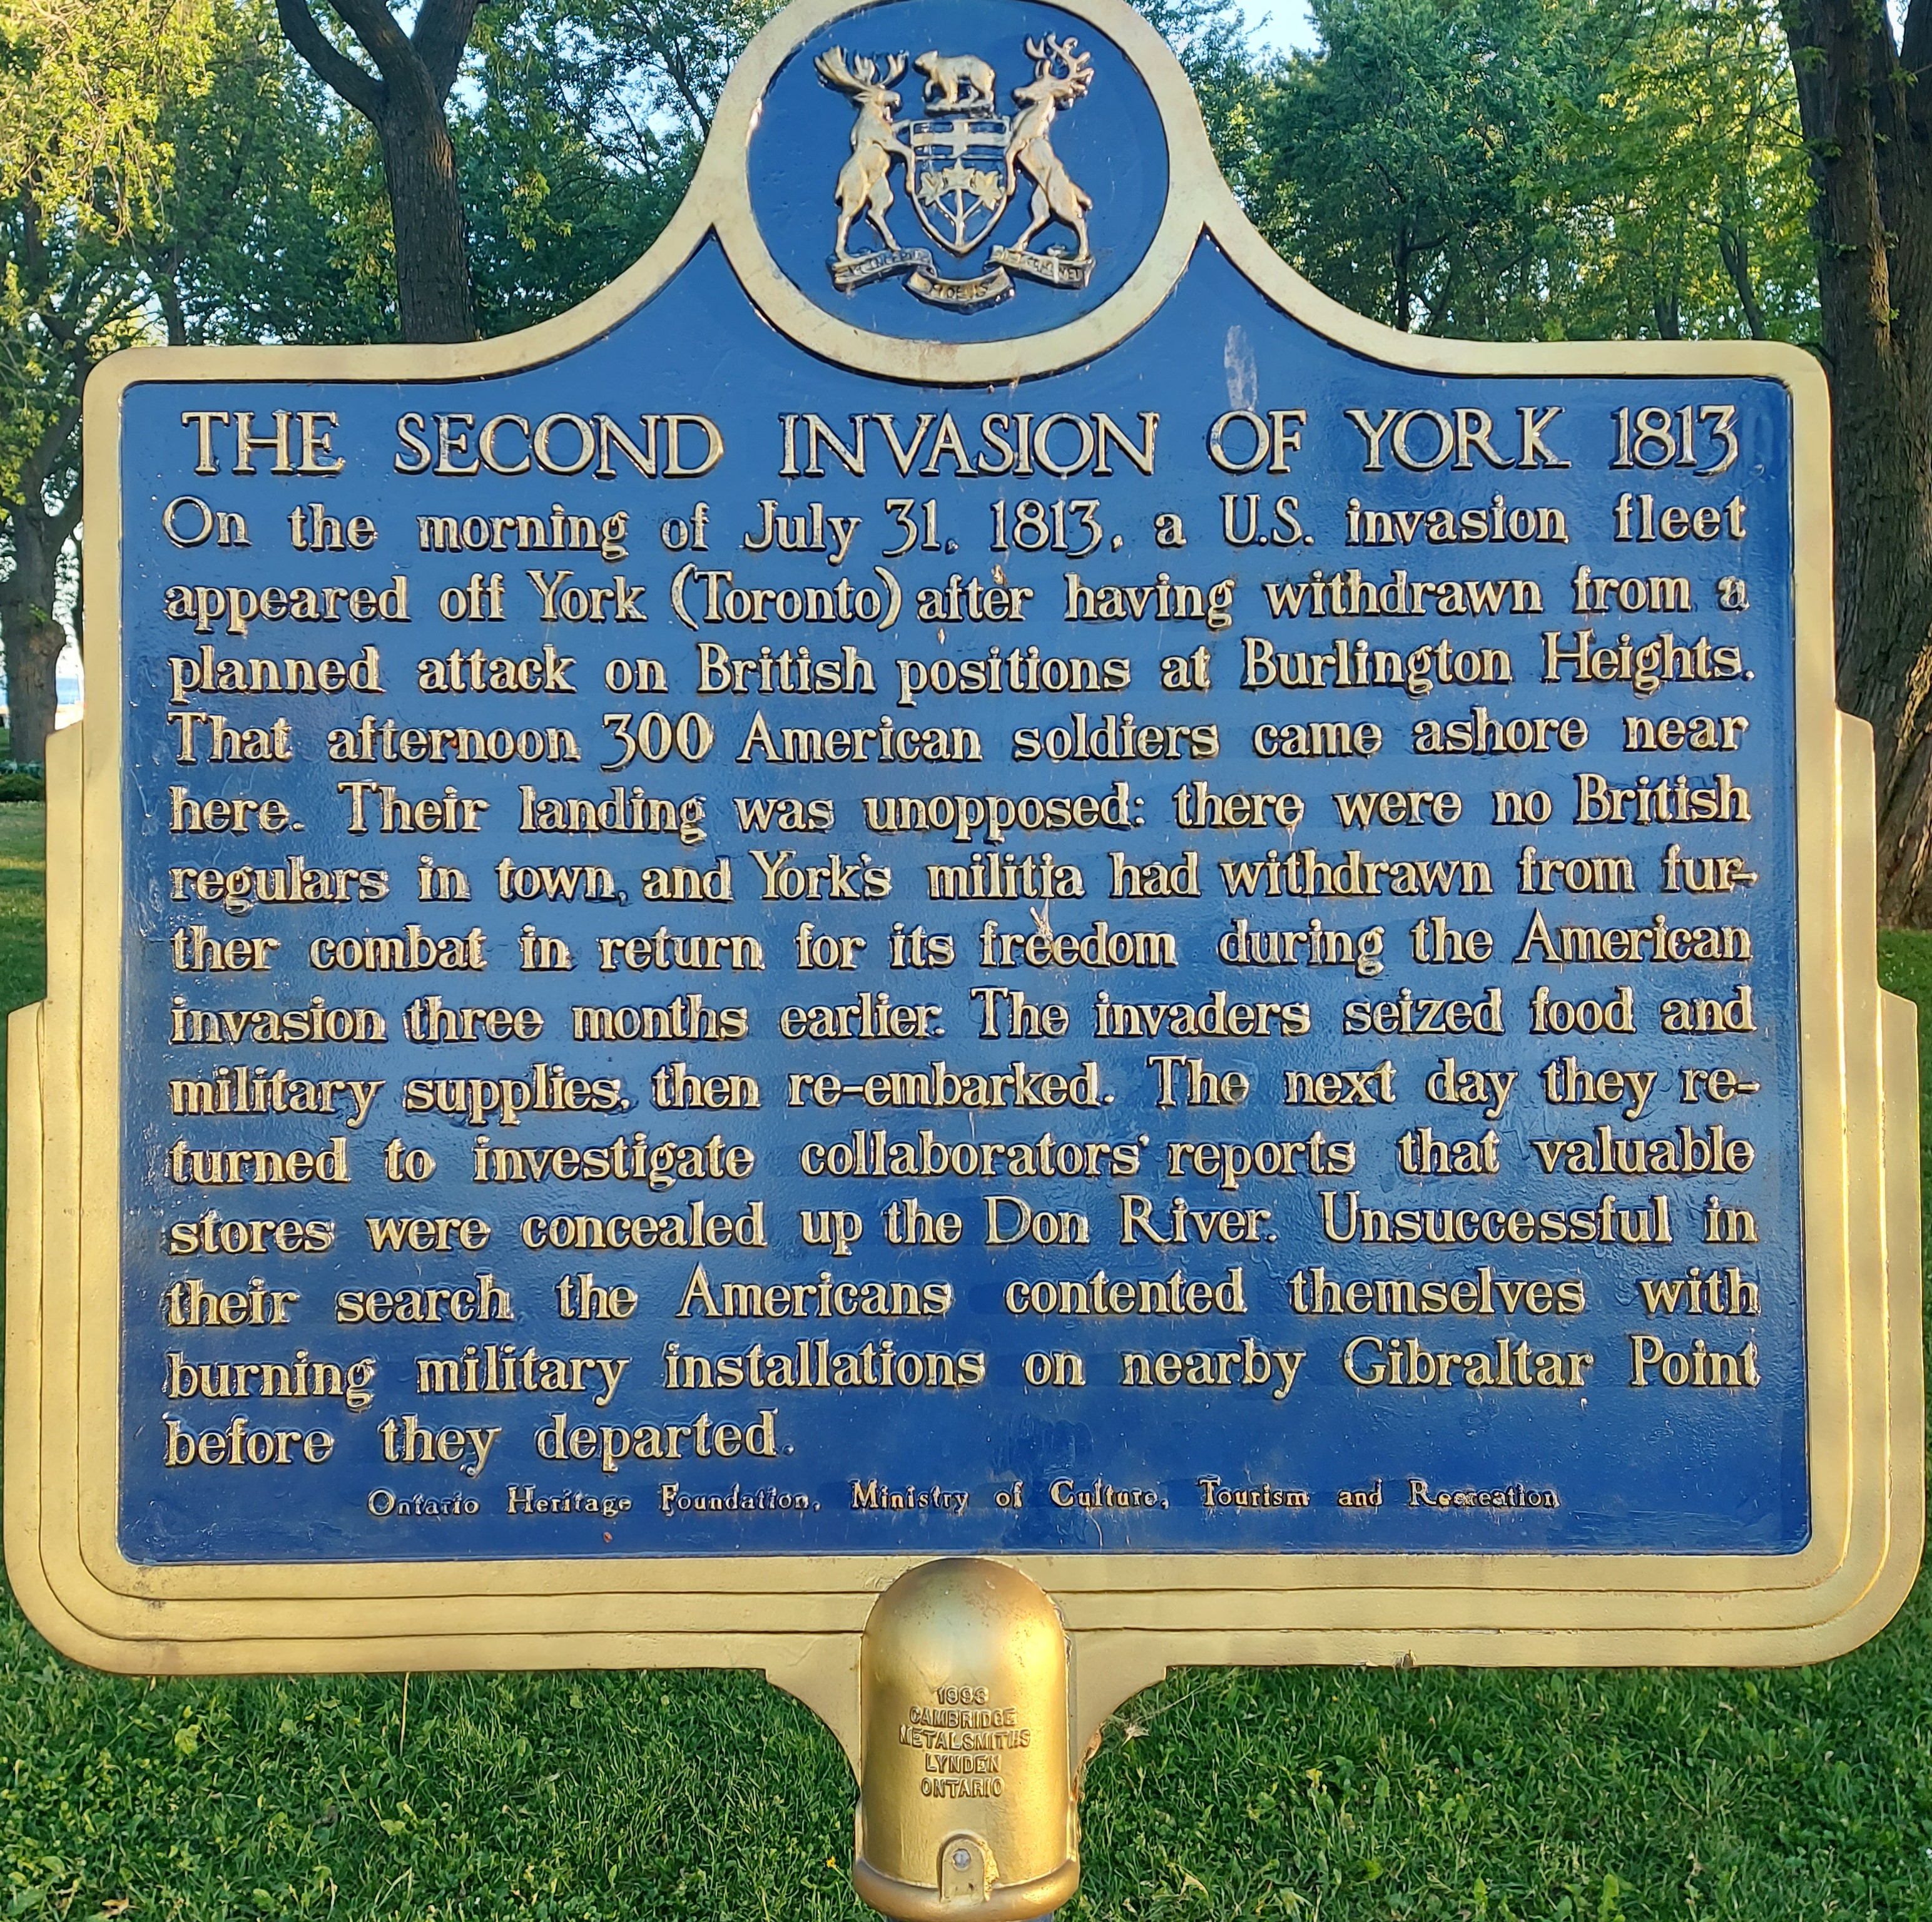 THE SECOND INVASION OF YORK 1813
On the morning of July 31, 1813, a U.S. invasion fleet
appeared off York (Toronto) after having withdrawn from a
planned attack on British positions at Burlington Heights.
That afternoon 300 American soldiers came ashore near
here. Their landing was unopposed: there were no British
regulars in town, and York's militia had withdrawn from fur-
ther combat in return for its freedom during the American
invasion three months earlier. The invaders seized food and
military supplies, then re-embarked. The next day they re-
turned to investigate collaborators' reports that valuable
stores were concealed up the Don River. Unsuccessful in
their search the Americans contented themselves with
burning military installations on nearby Gibraltar Point
before they departed.
Ontario Heritage Foundation, Ministry of Culture, Tourism and Recreation
1993
CAMBRIDGE
METALSMITHS
LYNDEN
ONTARIO